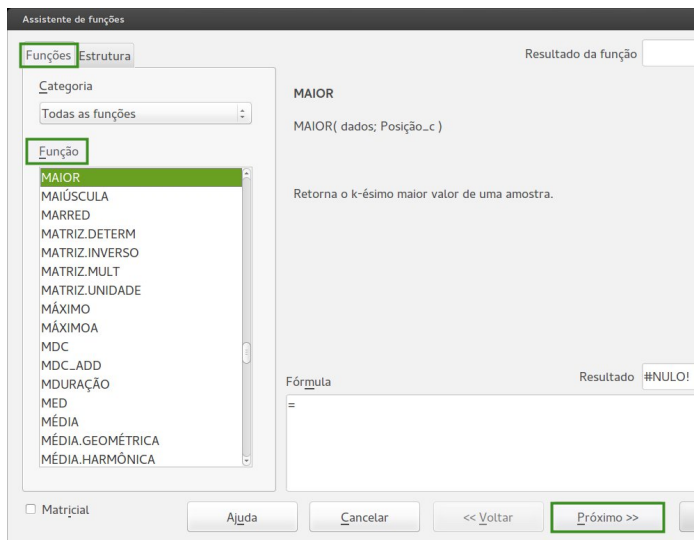 Assistente de funções
Funções Estrutura
Resultado da função
Categoria
Todas as funções
Função
MAIOR
MAIÚSCULA
MARRED
MATRIZ.DETERM
MATRIZ.INVERSO
MATRIZ.MULT
MATRIZ.UNIDADE
MÁXIMO
MÁXIMOA
MDC
MDC_ADD
MDURAÇÃO
MED
MÉDIA
MÉDIA.GEOMÉTRICA
MÉDIA.HARMÔNICA
MAIOR
MAIOR( dados; Posição_c )
Retorna o k-ésimo maior valor de uma amostra.
Fórmula
Resultado #NULO!
=
Matricial
Ajuda
Cancelar
<< Voltar
Próximo >>